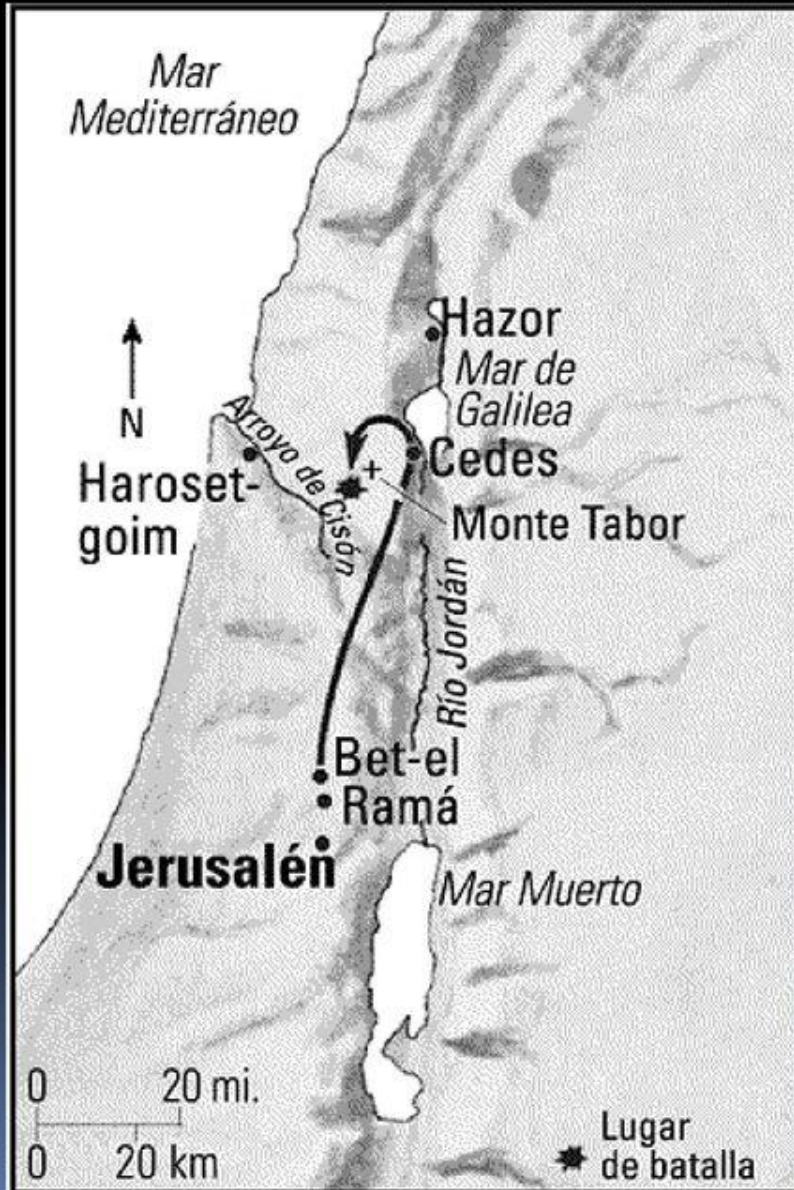 Mar
Mediterráneo
Hazor
Mar de
Galilea
N
Arroyo de Cisón
Cedes
Haroset-
goim
Monte Tabor
Río Jordán
Bet-el
Ramá
Jerusalén
Mar Muerto
0 20 mi.
0 20 km
Lugar
de batalla